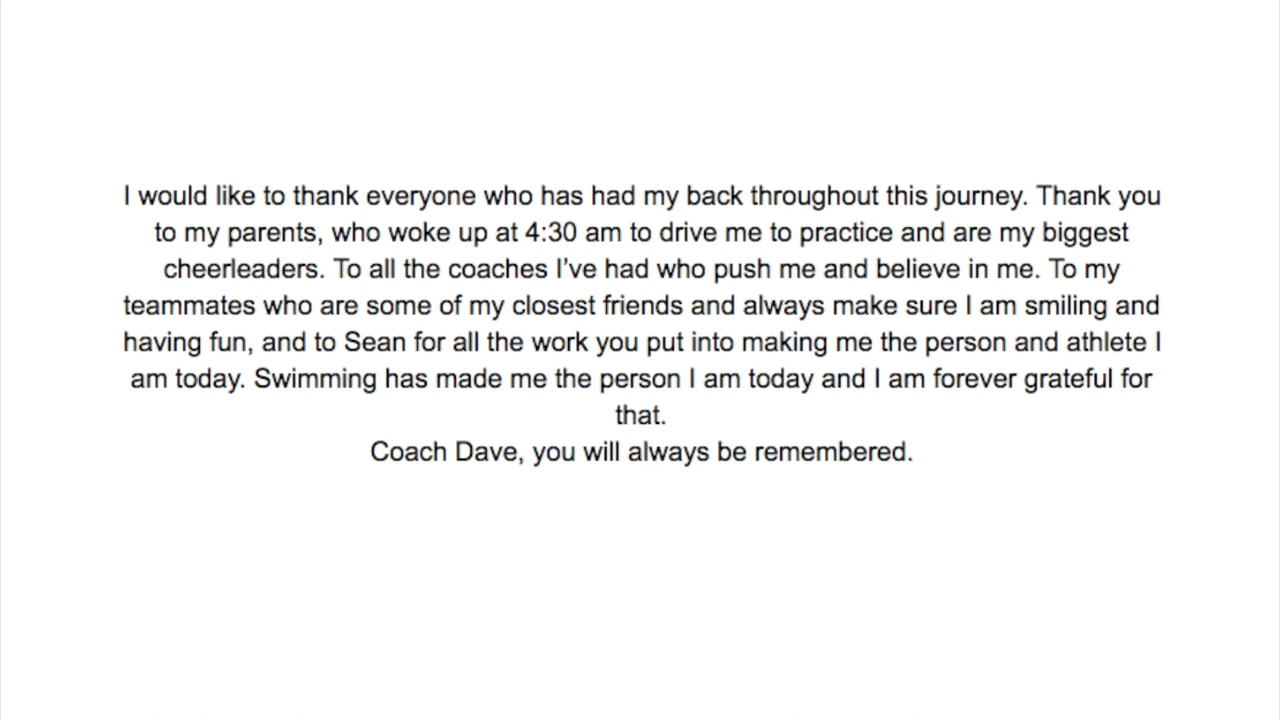 I would like to thank everyone who has had my back throughout this journey. Thank you
to my parents, who woke up at 4:30 am to drive me to practice and are my biggest
cheerleaders. To all the coaches I’ve had who push me and believe in me. To my
teammates who are some of my closest friends and always make sure I am smiling and
having fun, and to Sean for all the work you put into making me the person and athlete I
am today. Swimming has made me the person I am today and I am forever grateful for
that.
Coach Dave, you will always be remembered.